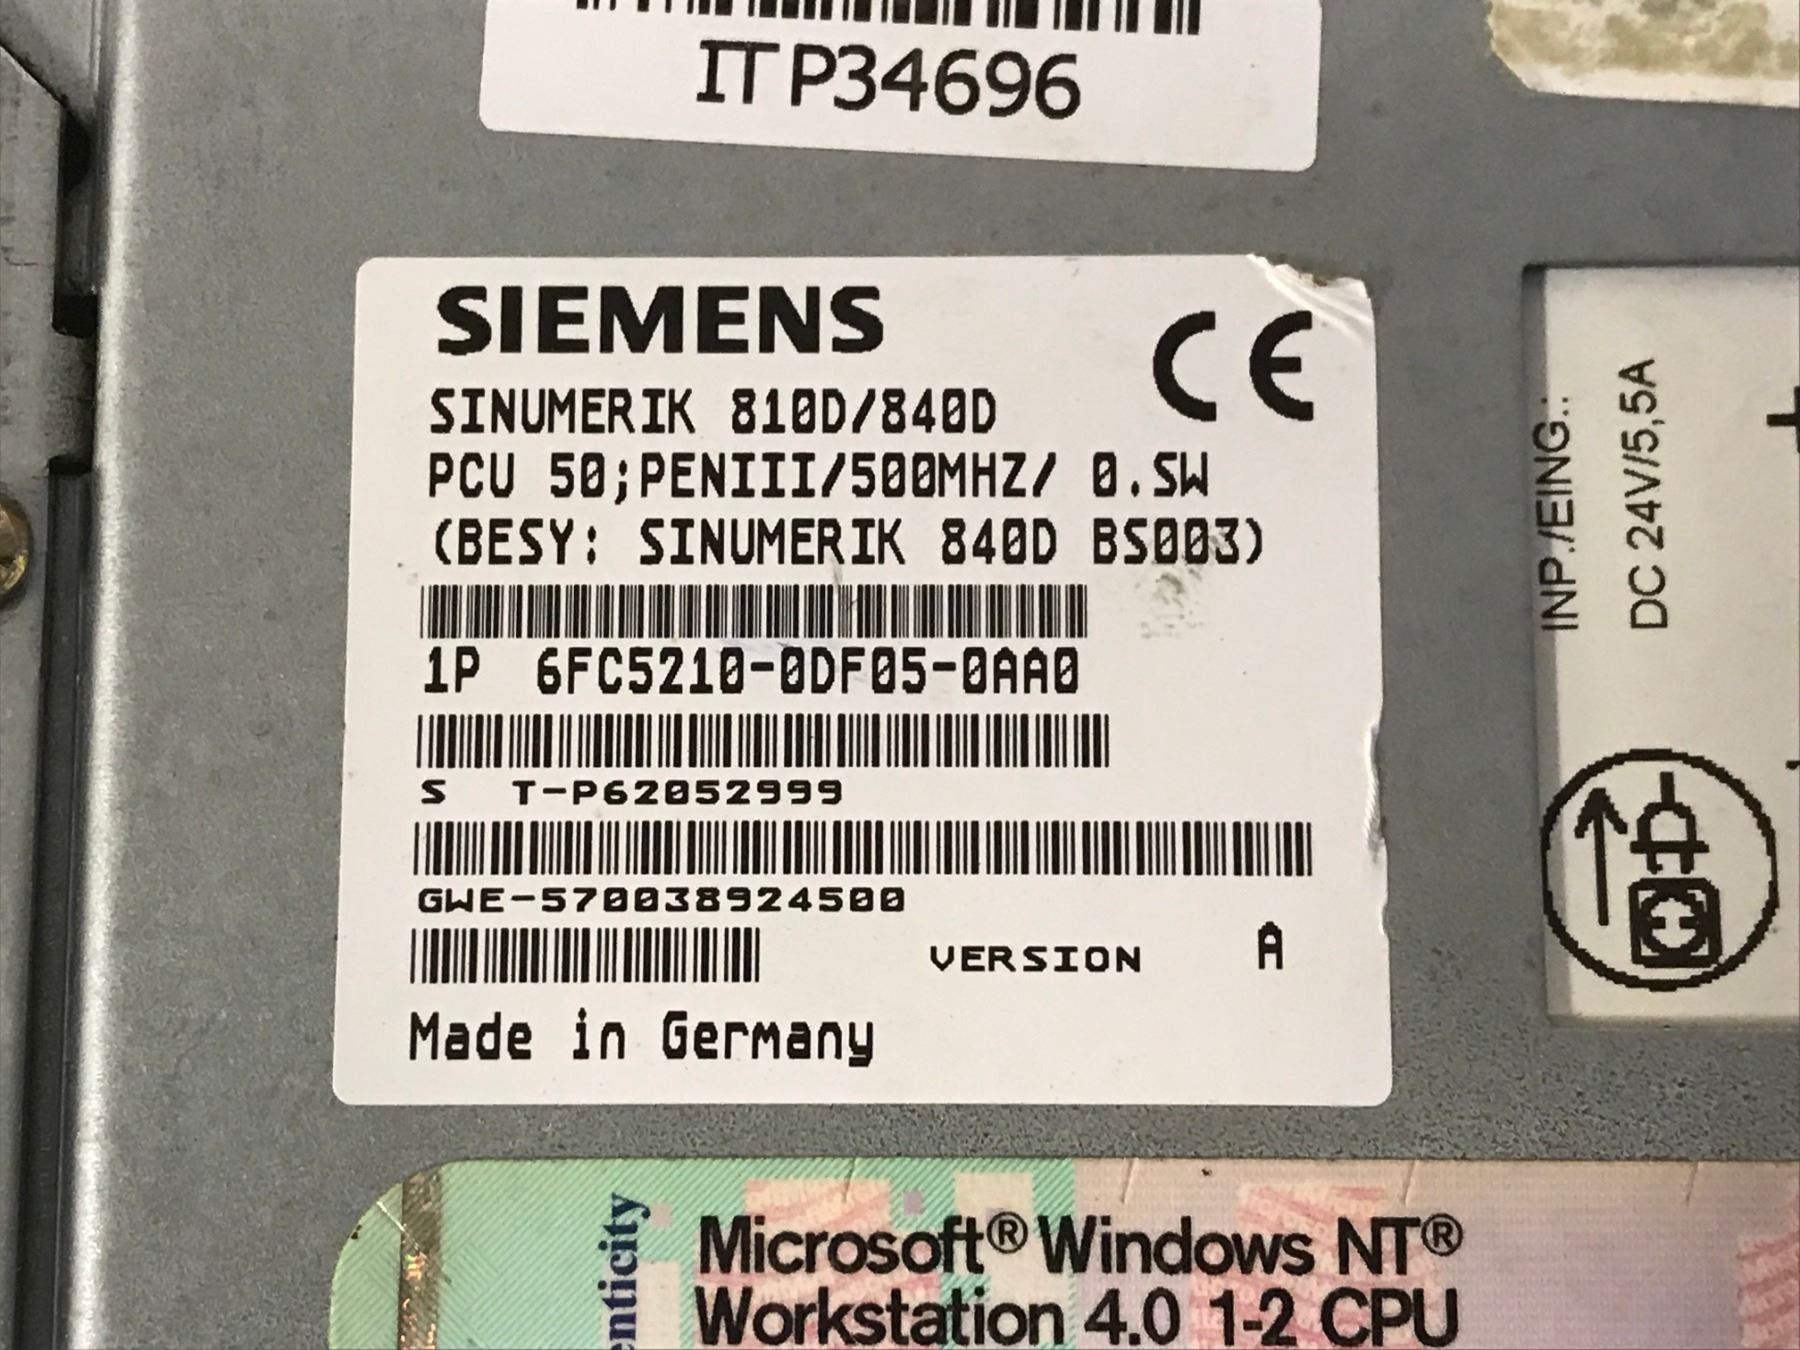 ITP34696
SIEMENS
CE
SINUMERIK 810D/840D
PCU 50;PENIII/500MHZ/ 0.SW
(BESY: SINUMERIK 840D BS003)
1P 6FC5210-0DF05-0AA0
S T-P62052999
GWE-570038924500
VERSION A
Made in Germany
INP./EING.:
DC 24V/5,5A
enticity
Microsoft® Windows NT®
Workstation 4.0 1-2 CPU